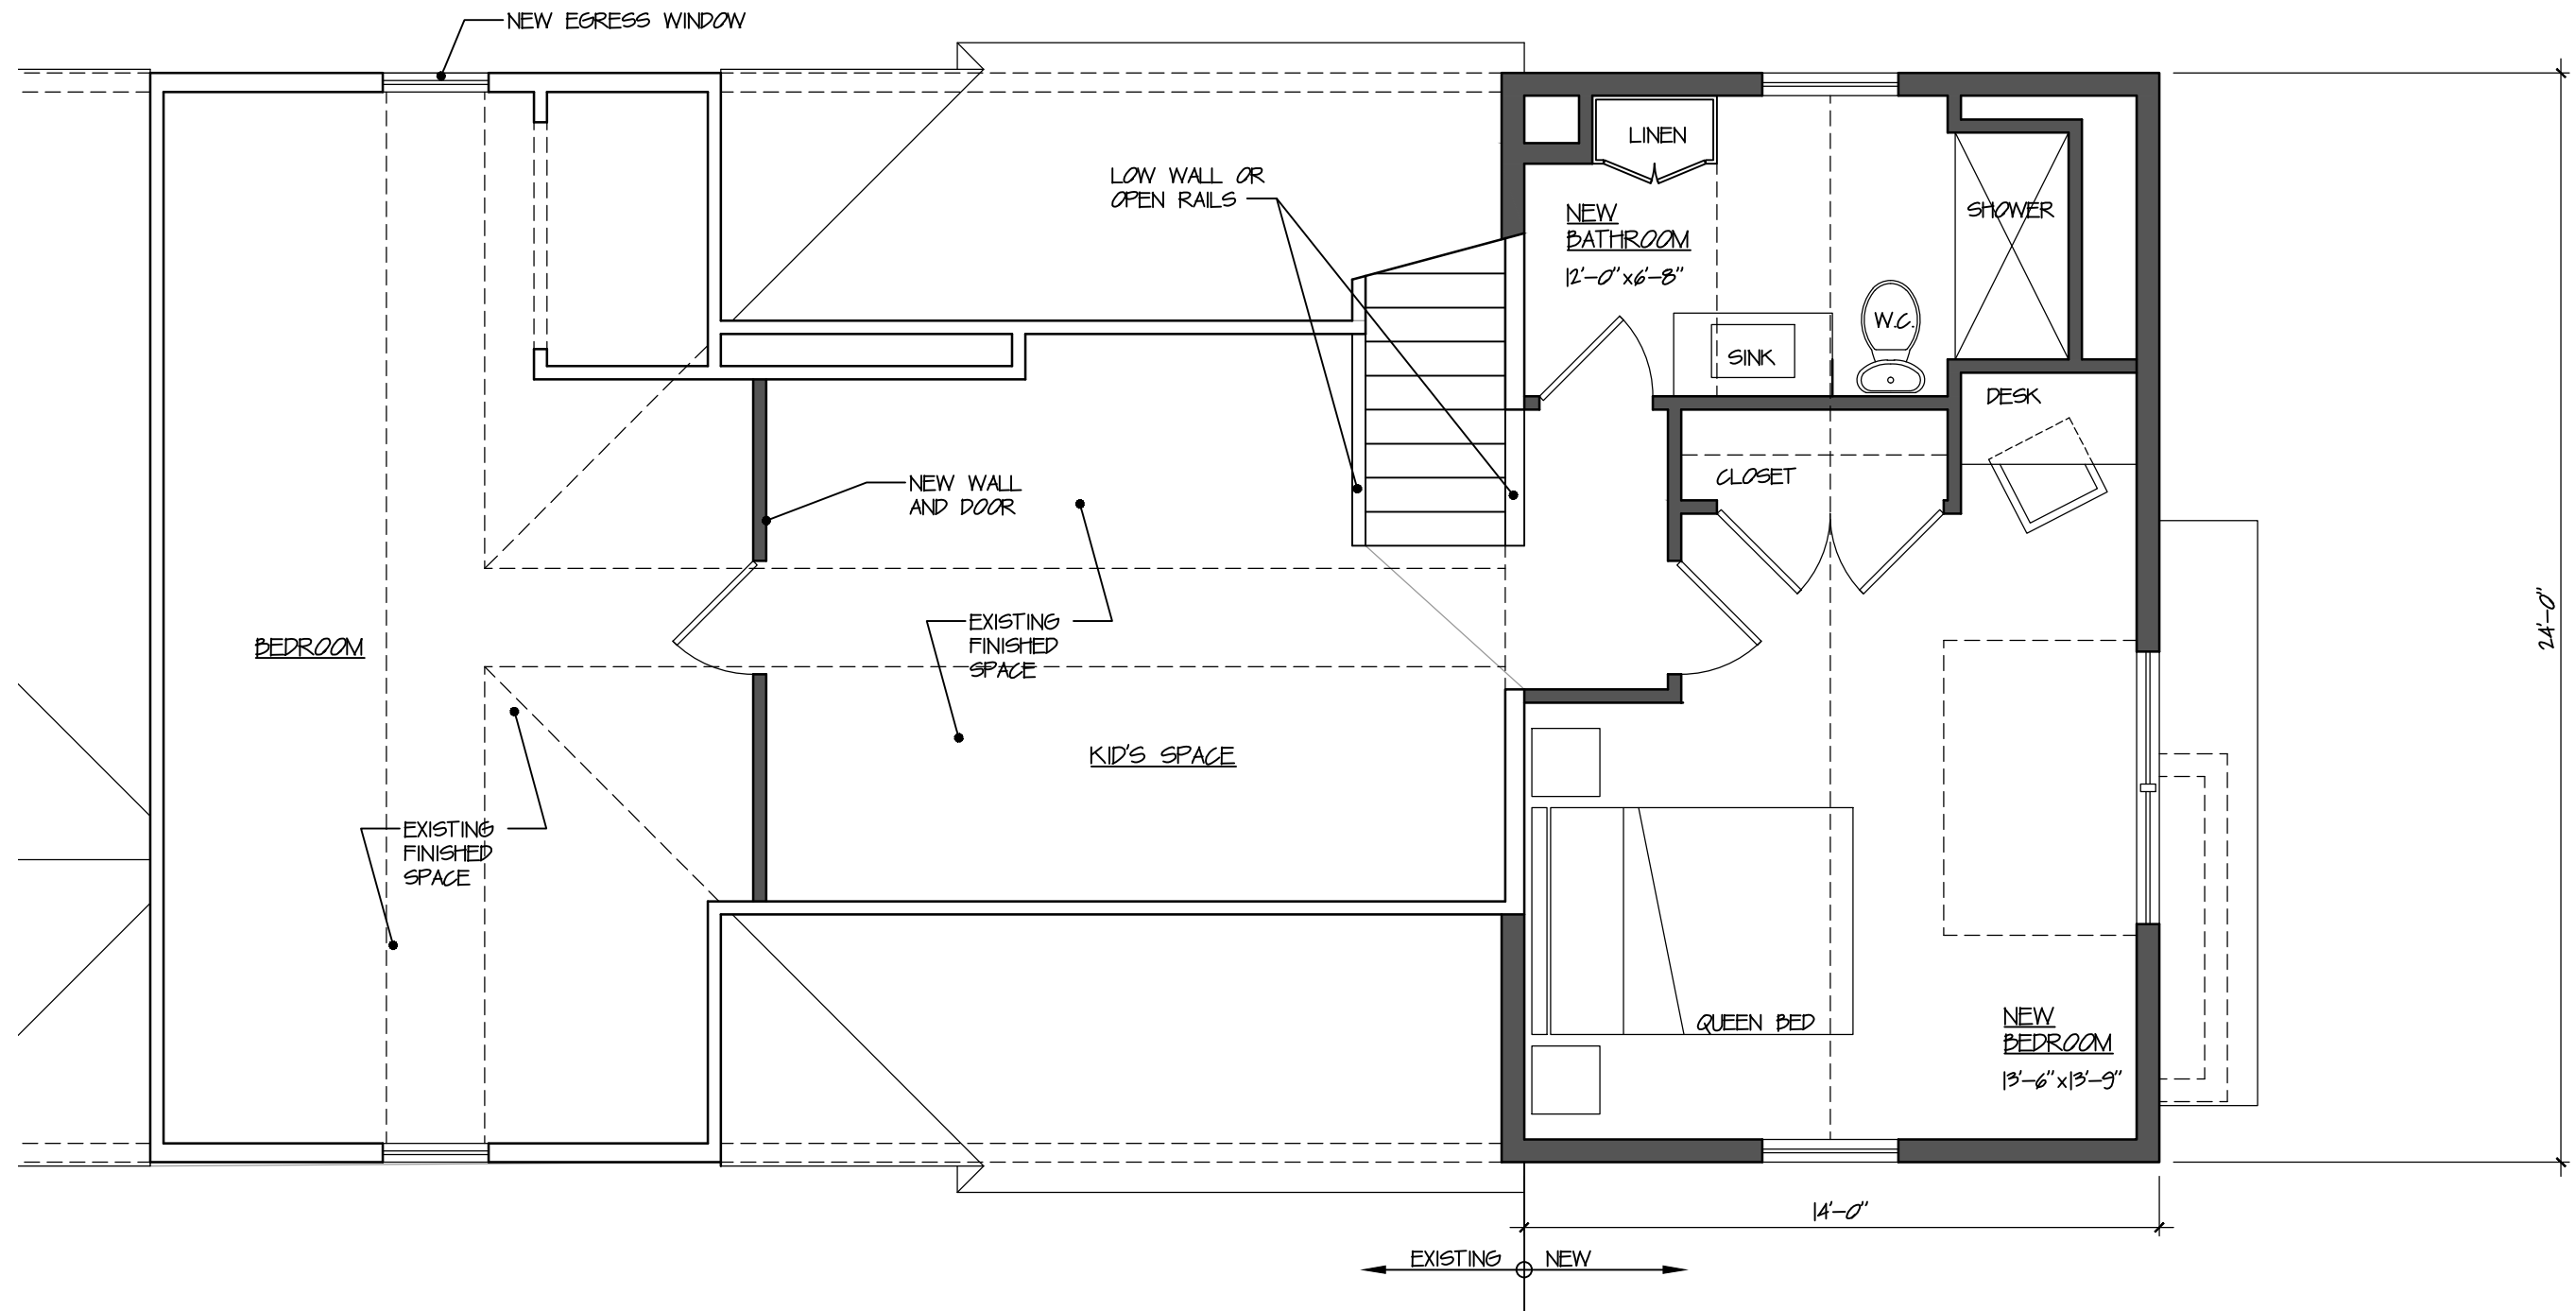 NEW EGRESS WINDOW
LINEN
LOW WALL OR
OPEN RAILS
NEW
BATHROOM
12'-0"x6'-8"
SHOWER
W.C.
SINK
DESK
CLOSET
NEW WALL
AND DOOR
EXISTING
FINISHED
SPACE
BEDROOM
24'-0"
KID'S SPACE
EXISTING
FINISHED
SPACE
QUEEN BED
NEW
BEDROOM
13'-6"x13'-9"
14'-0"
EXISTING NEW